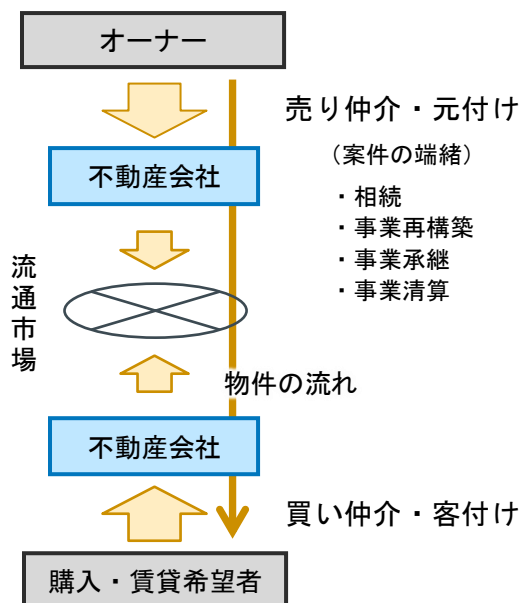 オーナー
売り仲介・元付け
（案件の端緒）
不動産会社
・相続
・事業再構築
・事業承継
・事業清算
流通市場
物件の流れ
不動産会社
買い仲介・客付け
購入・賃貸希望者